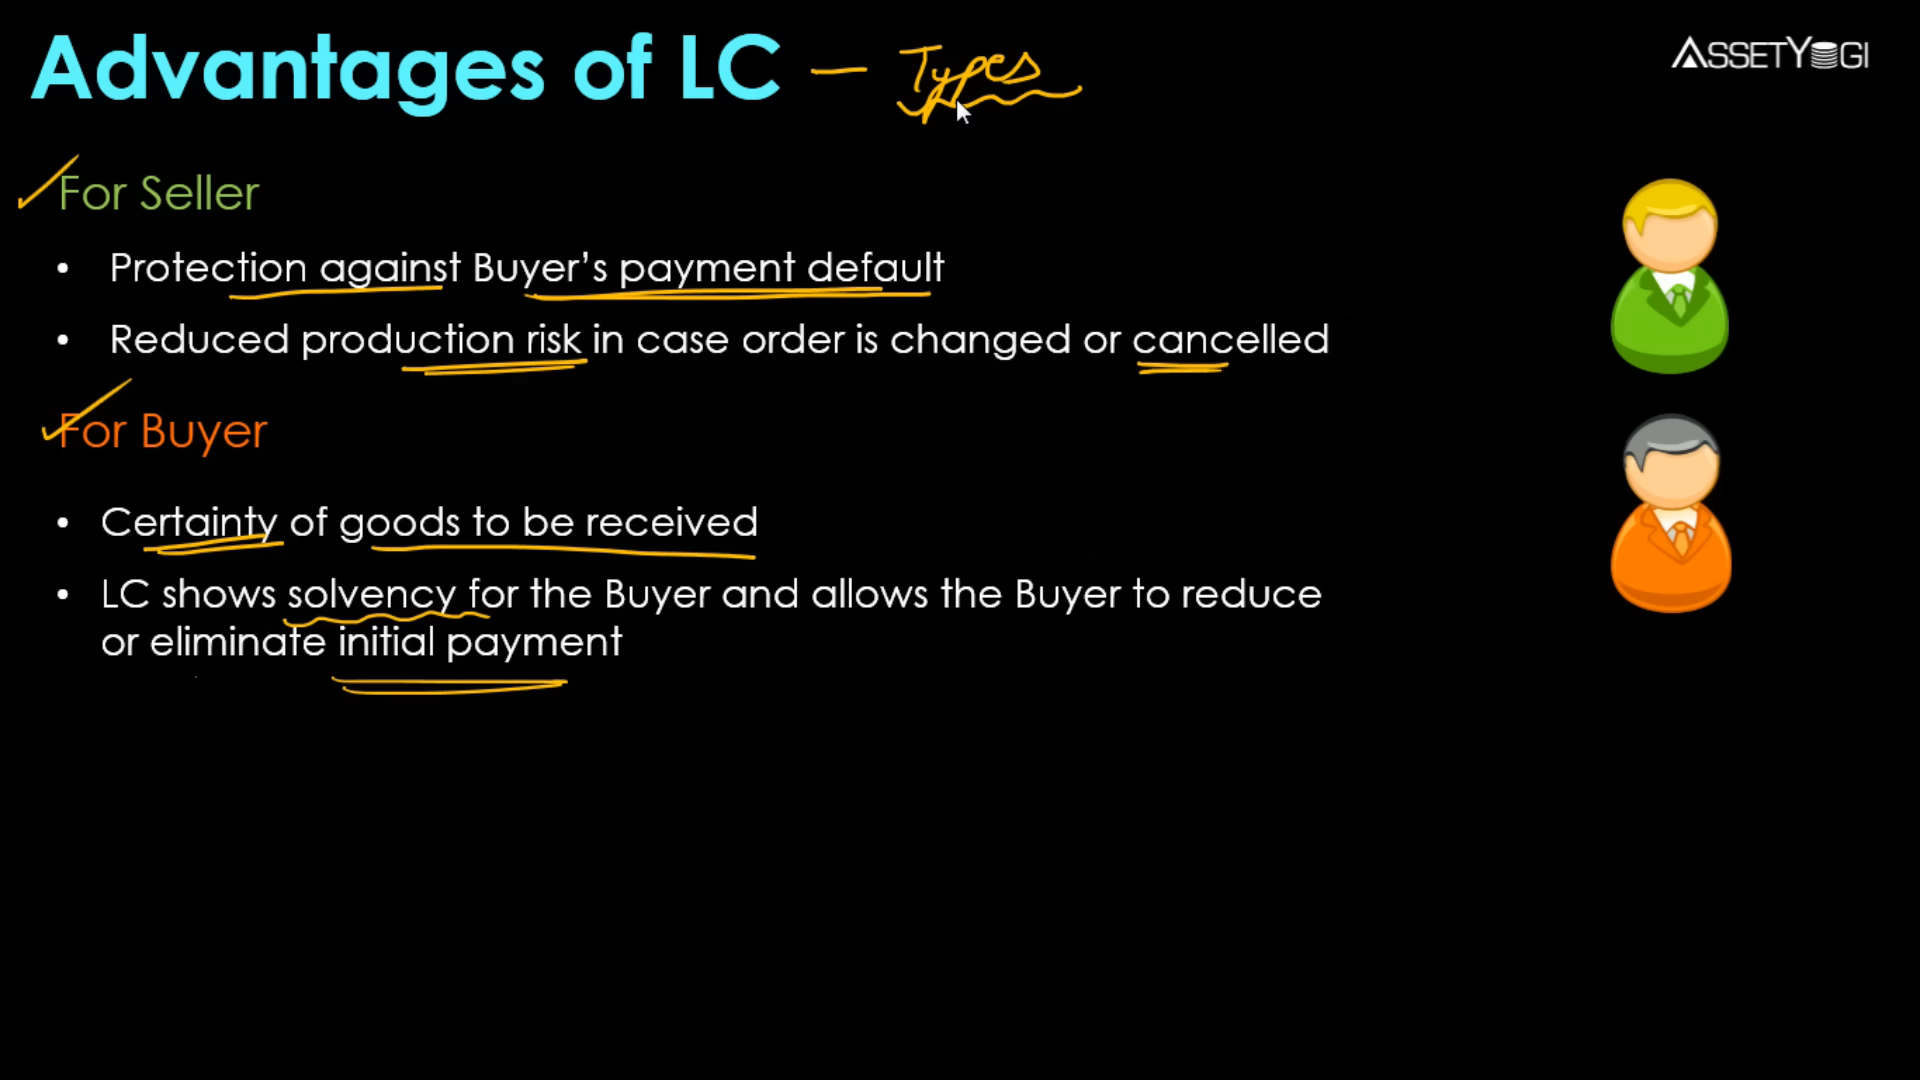 Advantages of LC — Types
ASSETYOGI
For Seller
• Protection against Buyer's payment default
• Reduced production risk in case order is changed or cancelled
For Buyer
• Certainty of goods to be received
• LC shows solvency for the Buyer and allows the Buyer to reduce
or eliminate initial payment